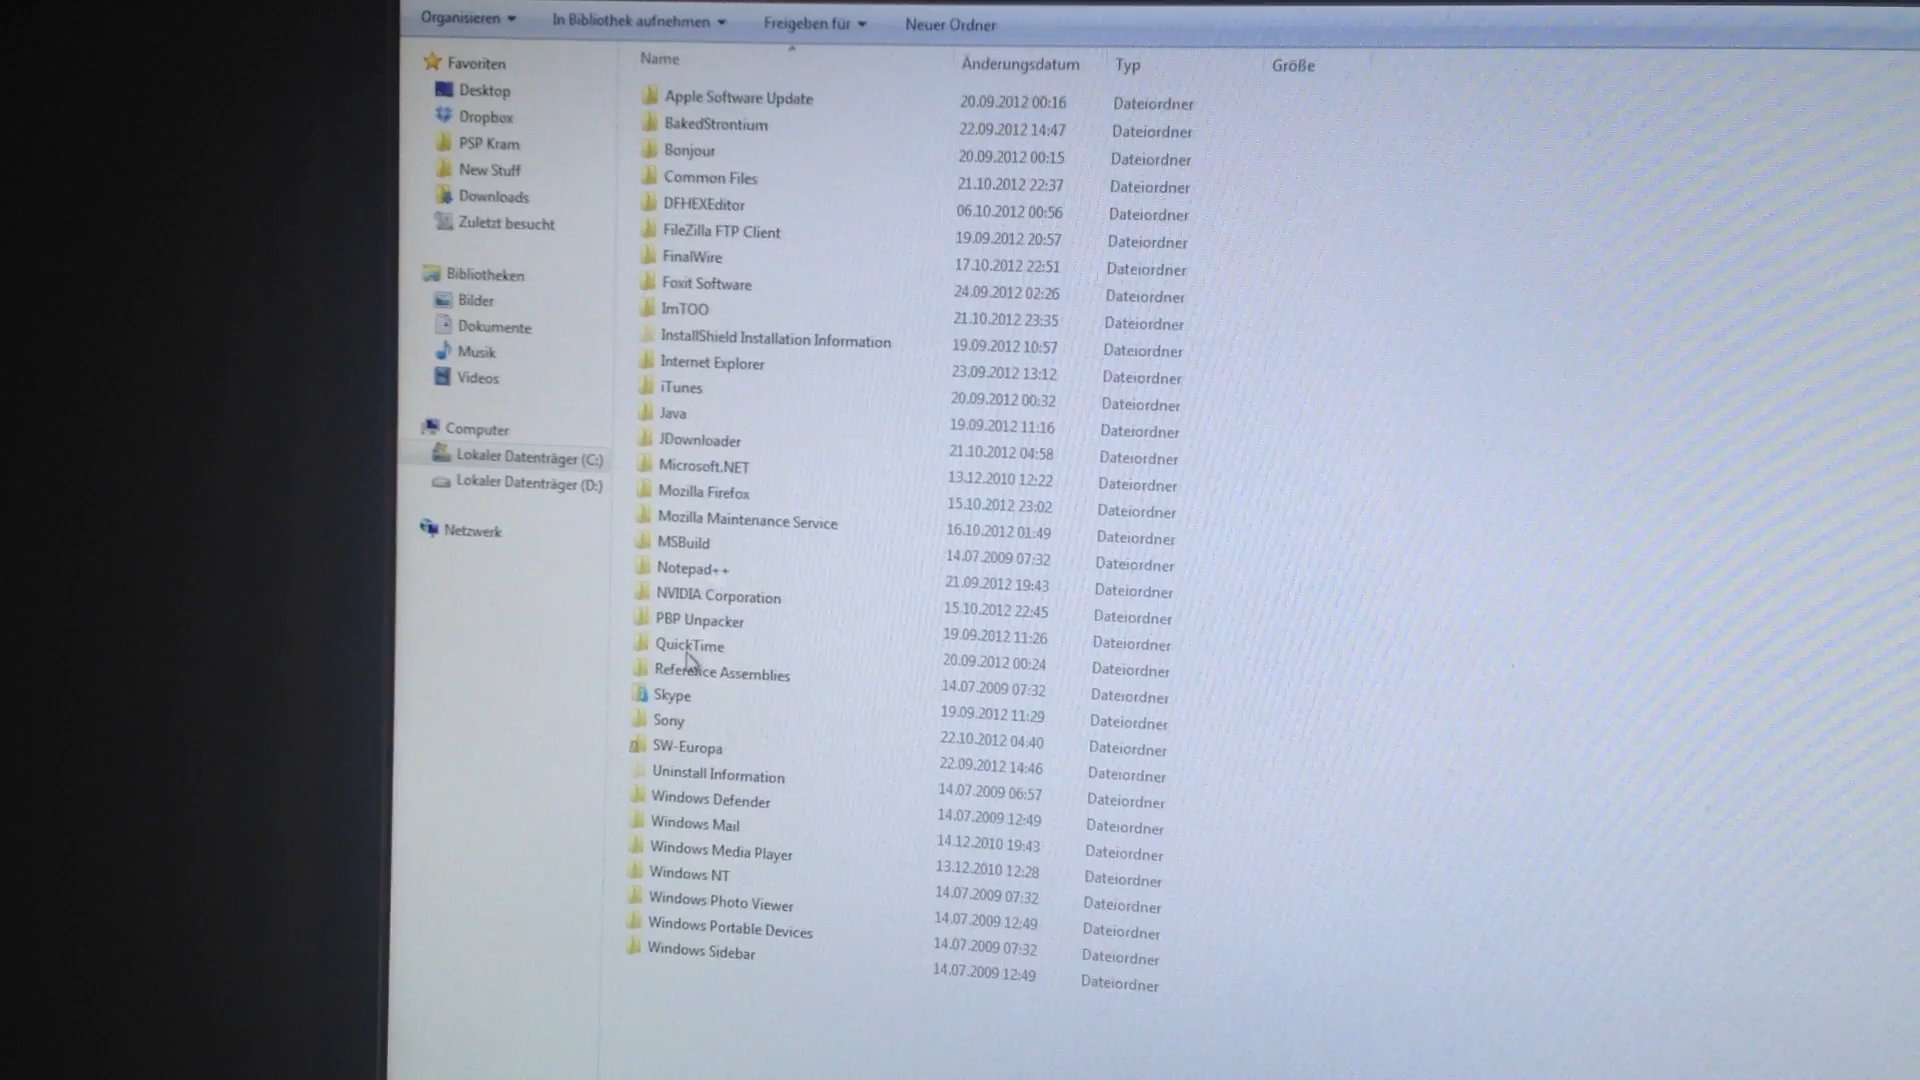 Organisieren In Bibliothek aufnehmen Freigeben für Neuer Ordner
Favoriten
Desktop
Dropbox
PSP Kram
New Stuff
Downloads
Zuletzt besucht
Bibliotheken
Bilder
Dokumente
Musik
Videos
Computer
Lokaler Datenträger (C:)
Lokaler Datenträger (D:)
Netzwerk
Name Änderungsdatum Typ Größe
Apple Software Update 20.09.2012 00:16 Dateiordner
BakedStrontium 22.09.2012 14:47 Dateiordner
Bonjour 20.09.2012 00:15 Dateiordner
Common Files 21.10.2012 22:37 Dateiordner
DFHEXEditor 06.10.2012 00:56 Dateiordner
FileZilla FTP Client 19.09.2012 20:57 Dateiordner
FinalWire 17.10.2012 22:51 Dateiordner
Foxit Software 24.09.2012 02:26 Dateiordner
ImTOO 21.10.2012 23:35 Dateiordner
InstallShield Installation Information 19.09.2012 10:57 Dateiordner
Internet Explorer 23.09.2012 13:12 Dateiordner
iTunes 20.09.2012 00:32 Dateiordner
Java 19.09.2012 11:16 Dateiordner
JDownloader 21.10.2012 04:58 Dateiordner
Microsoft.NET 13.12.2010 12:22 Dateiordner
Mozilla Firefox 15.10.2012 23:02 Dateiordner
Mozilla Maintenance Service 16.10.2012 01:49 Dateiordner
MSBuild 14.07.2009 07:32 Dateiordner
Notepad++ 21.09.2012 19:43 Dateiordner
NVIDIA Corporation 15.10.2012 22:45 Dateiordner
PBP Unpacker 19.09.2012 11:26 Dateiordner
QuickTime 20.09.2012 00:24 Dateiordner
Reference Assemblies 14.07.2009 07:32 Dateiordner
Skype 19.09.2012 11:29 Dateiordner
Sony 22.10.2012 04:40 Dateiordner
SW-Europa 22.09.2012 14:46 Dateiordner
Uninstall Information 14.07.2009 06:57 Dateiordner
Windows Defender 14.07.2009 12:49 Dateiordner
Windows Mail 14.12.2010 19:43 Dateiordner
Windows Media Player 13.12.2010 12:28 Dateiordner
Windows NT 14.07.2009 07:32 Dateiordner
Windows Photo Viewer 14.07.2009 12:49 Dateiordner
Windows Portable Devices 14.07.2009 07:32 Dateiordner
Windows Sidebar 14.07.2009 12:49 Dateiordner